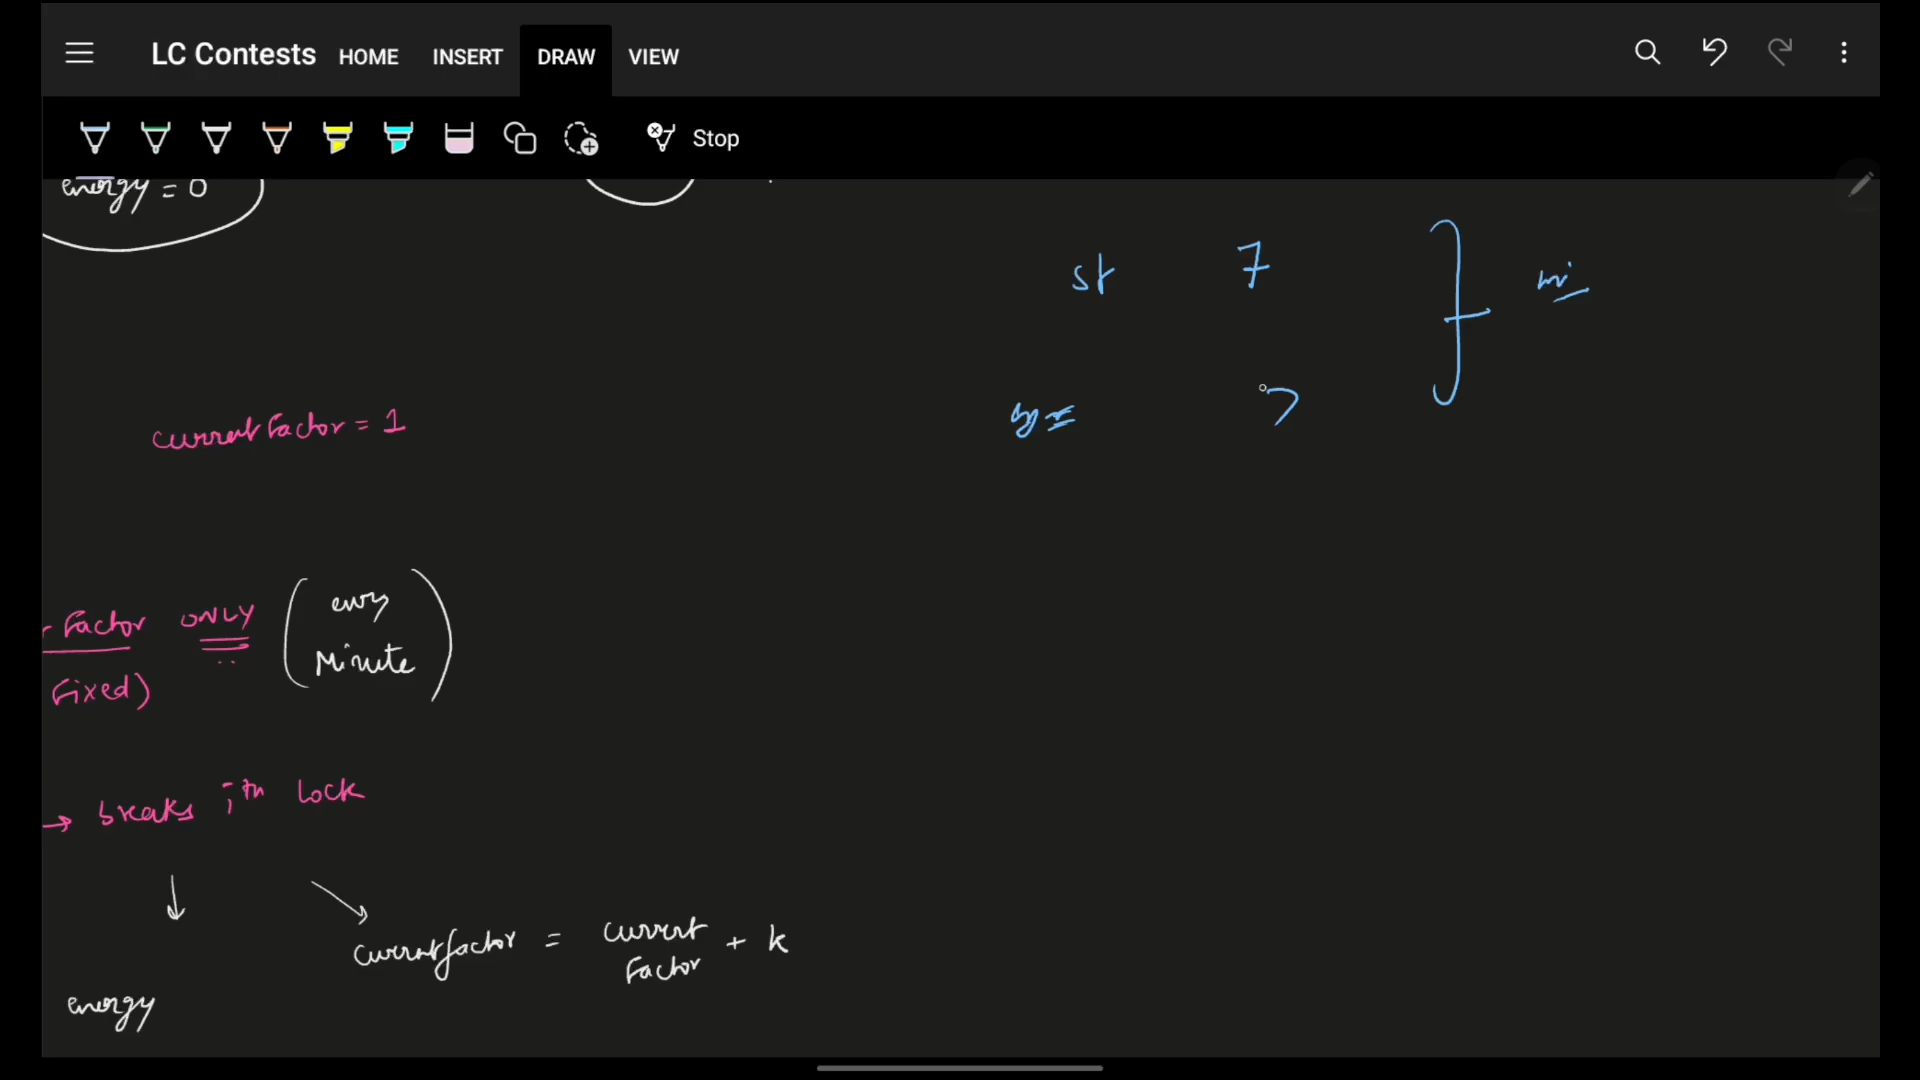 LC Contests HOME INSERT DRAW VIEW
Stop
energy = 0
st 7
currentFactor = 1
Factor ONLY (every
Minute)
Fixed)
→ breaks ith lock
currentfactor = current
Factor + k
energy